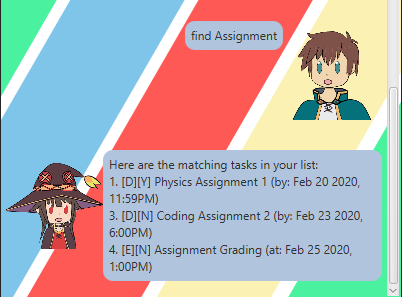 find Assignment
Here are the matching tasks in your list:
1. [D][Y] Physics Assignment 1 (by: Feb 20 2020,
11:59PM)
3. [D][N] Coding Assignment 2 (by: Feb 23 2020,
6:00PM)
4. [E][N] Assignment Grading (at: Feb 25 2020,
1:00PM)